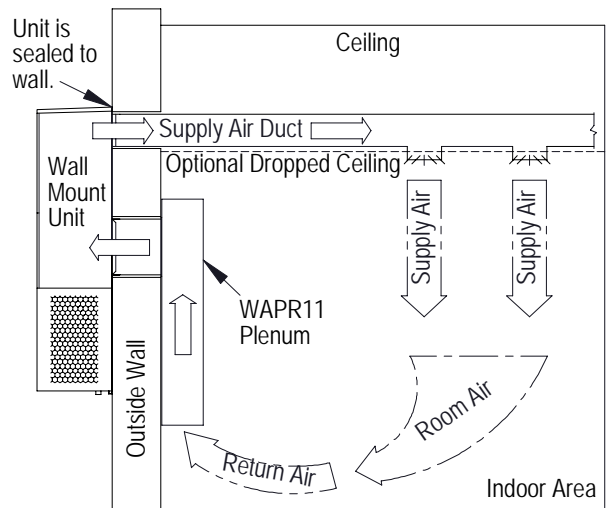 Unit is
sealed to
wall.
Ceiling
Supply Air Duct
Optional Dropped Ceiling
Wall
Mount
Unit
Supply Air
Supply Air
WAPR11
Plenum
Outside Wall
Room Air
Return Air
Indoor Area